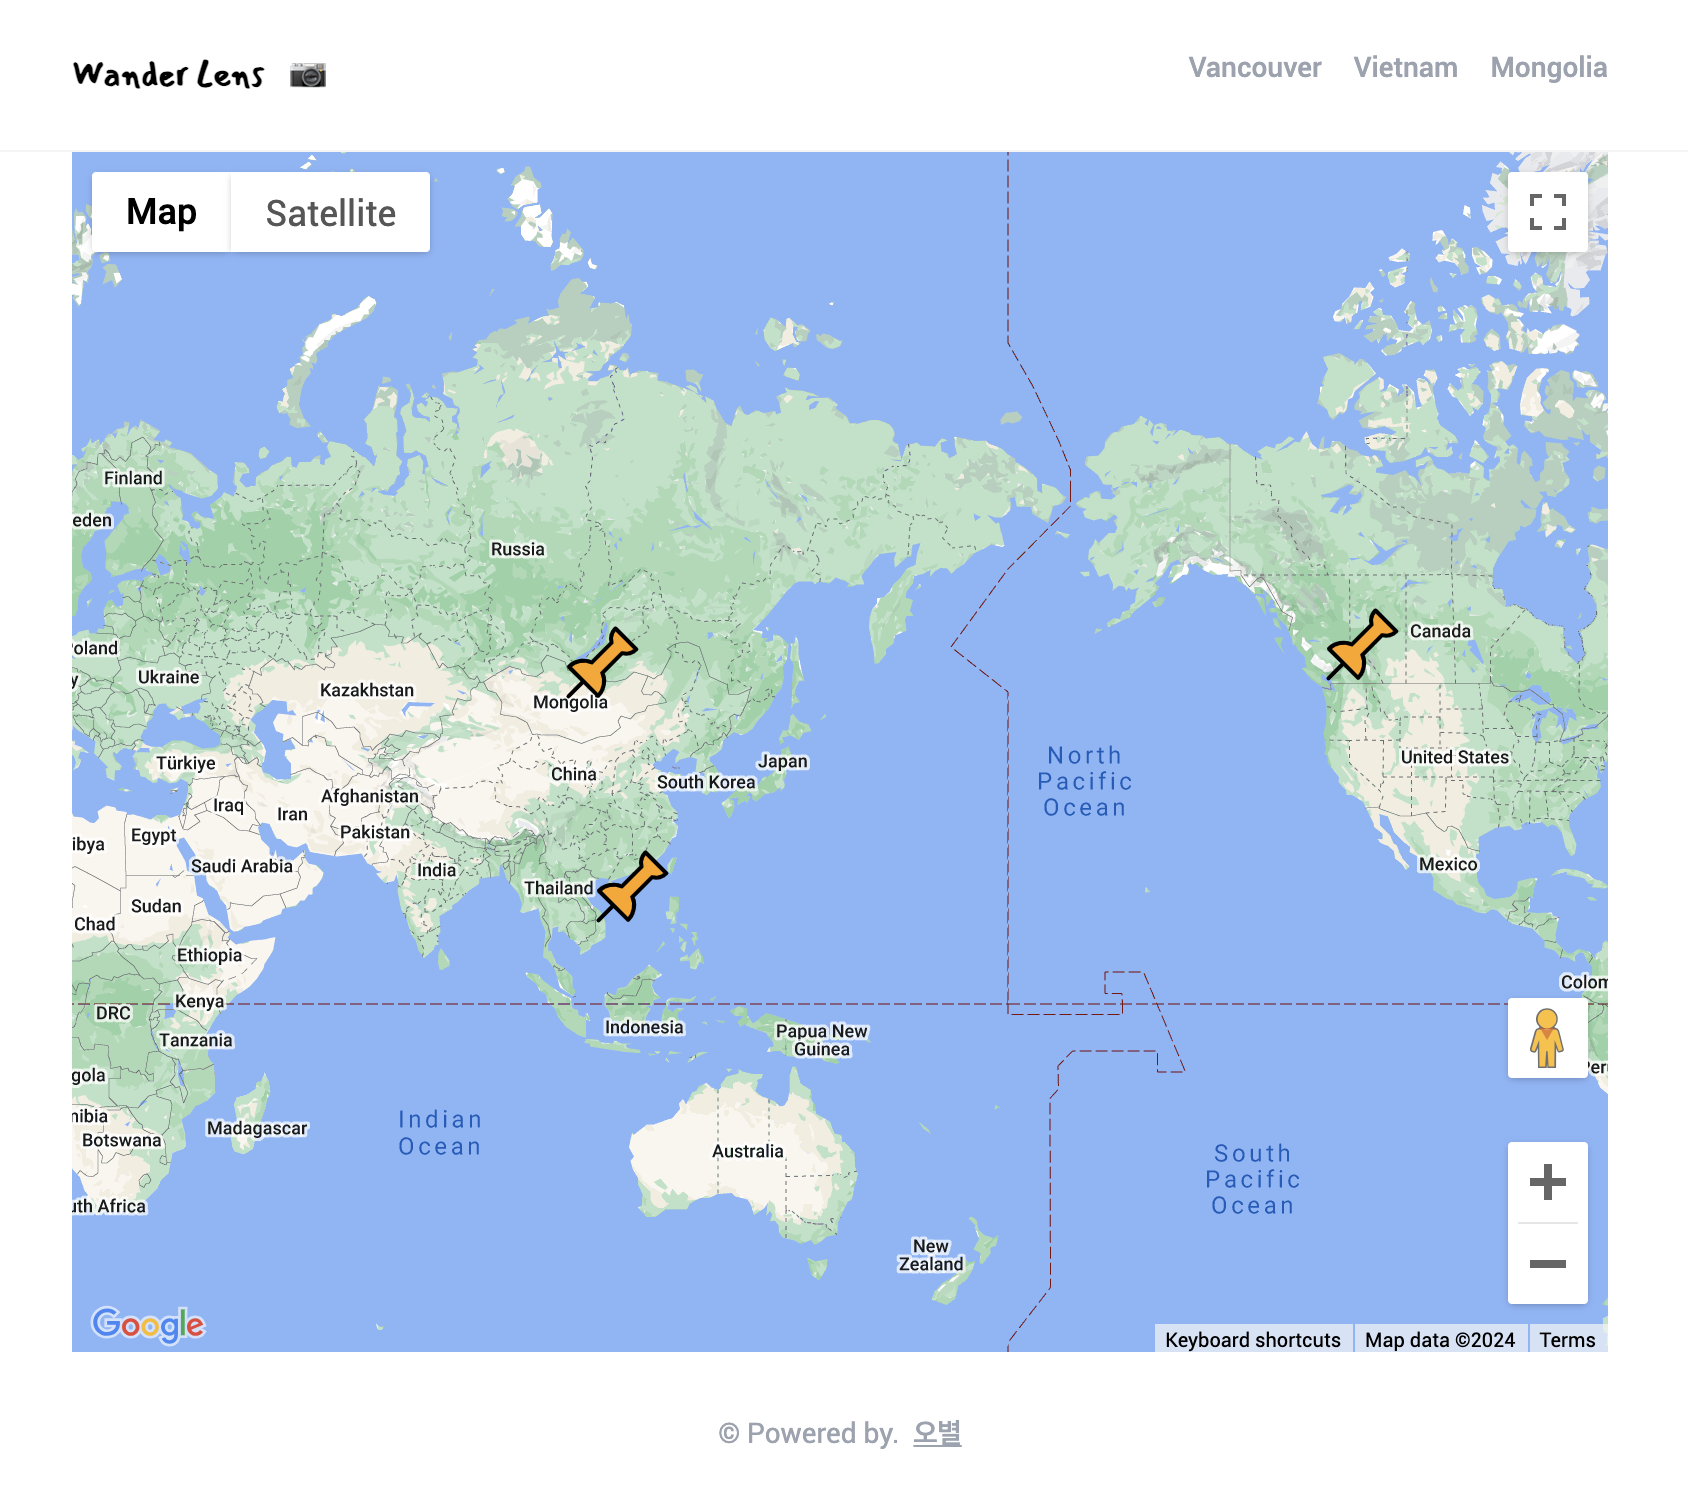 Wander Lens
Vancouver Vietnam Mongolia
Map Satellite
Finland
eden
Russia
oland
Ukraine
Canada
Kazakhstan
Mongolia
Türkiye
China
South Korea
Japan
North
Pacific
Ocean
United States
Iraq
Iran
Afghanistan
Pakistan
Egypt
ibya
Saudi Arabia
India
Thailand
Mexico
Sudan
Chad
Ethiopia
Kenya
DRC
Tanzania
Indonesia
Papua New
Guinea
Colom
Per
gola
nibia
Botswana
Madagascar
Indian
Ocean
Australia
South
Pacific
Ocean
uth Africa
New
Zealand
Google
Keyboard shortcuts Map data ©2024 Terms
© Powered by. 오별